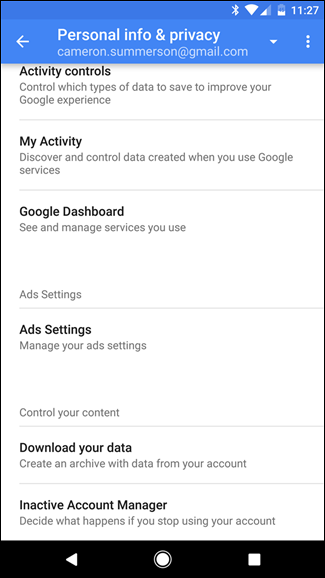 11:27
Personal info & privacy
cameron.summerson@gmail.com
Activity controls
Control which types of data to save to improve your
Google experience
My Activity
Discover and control data created when you use Google
services
Google Dashboard
See and manage services you use
Ads Settings
Ads Settings
Manage your ads settings
Control your content
Download your data
Create an archive with data from your account
Inactive Account Manager
Decide what happens if you stop using your account